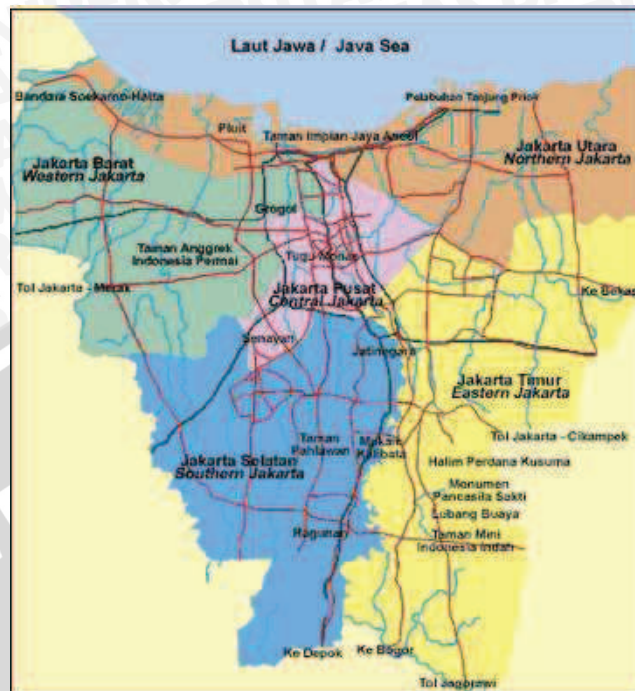 Laut Jawa / Java Sea
Bandara Soekarno-Hatta
Pelabuhan Tanjung Priok
Pluit
Taman Impian Jaya Ancol
Jakarta Barat
Western Jakarta
Jakarta Utara
Northern Jakarta
Grogol
Taman Anggrek
Indonesia Permai
Tugu Monas
Tol Jakarta - Merak
Jakarta Pusat
Central Jakarta
Ke Bekasi
Senayan
Jatinegara
Jakarta Timur
Eastern Jakarta
Taman
Pahlawan
Makam
Kalibata
Tol Jakarta - Cikampek
Jakarta Selatan
Southern Jakarta
Halim Perdana Kusuma
Monumen
Pancasila Sakti
Lubang Buaya
Ragunan
Taman Mini
Indonesia Indah
Ke Depok
Ke Bogor
Tol Jagorawi